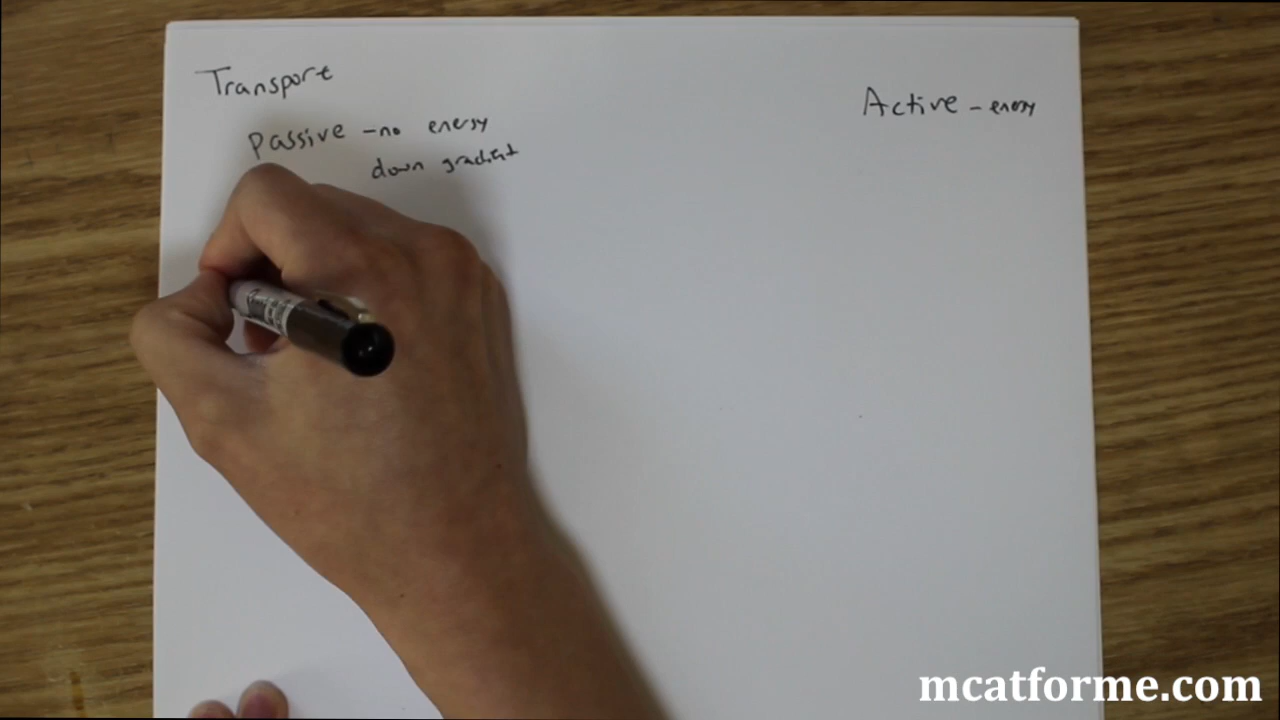 Transport
Passive - no energy
down gradient
Active - energy
mcatforme.com